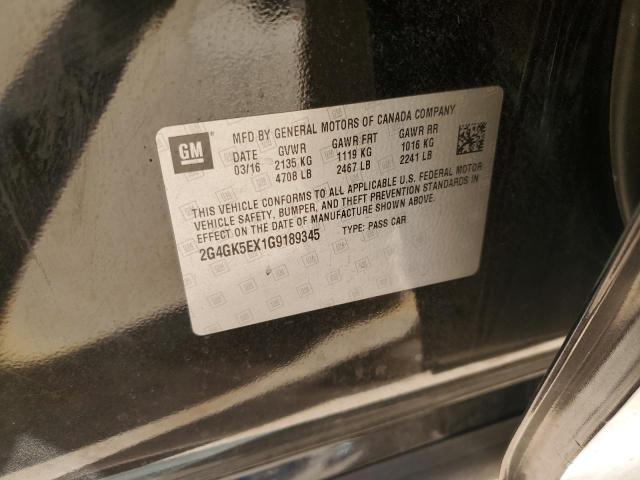 GM
MFD BY GENERAL MOTORS OF CANADA COMPANY
DATE GVWR GAWR FRT GAWR RR
03/16 2135 KG 1119 KG 1016 KG
4708 LB 2467 LB 2241 LB
THIS VEHICLE CONFORMS TO ALL APPLICABLE U.S. FEDERAL MOTOR
VEHICLE SAFETY, BUMPER, AND THEFT PREVENTION STANDARDS IN
EFFECT ON THE DATE OF MANUFACTURE SHOWN ABOVE.
2G4GK5EX1G9189345 TYPE: PASS CAR